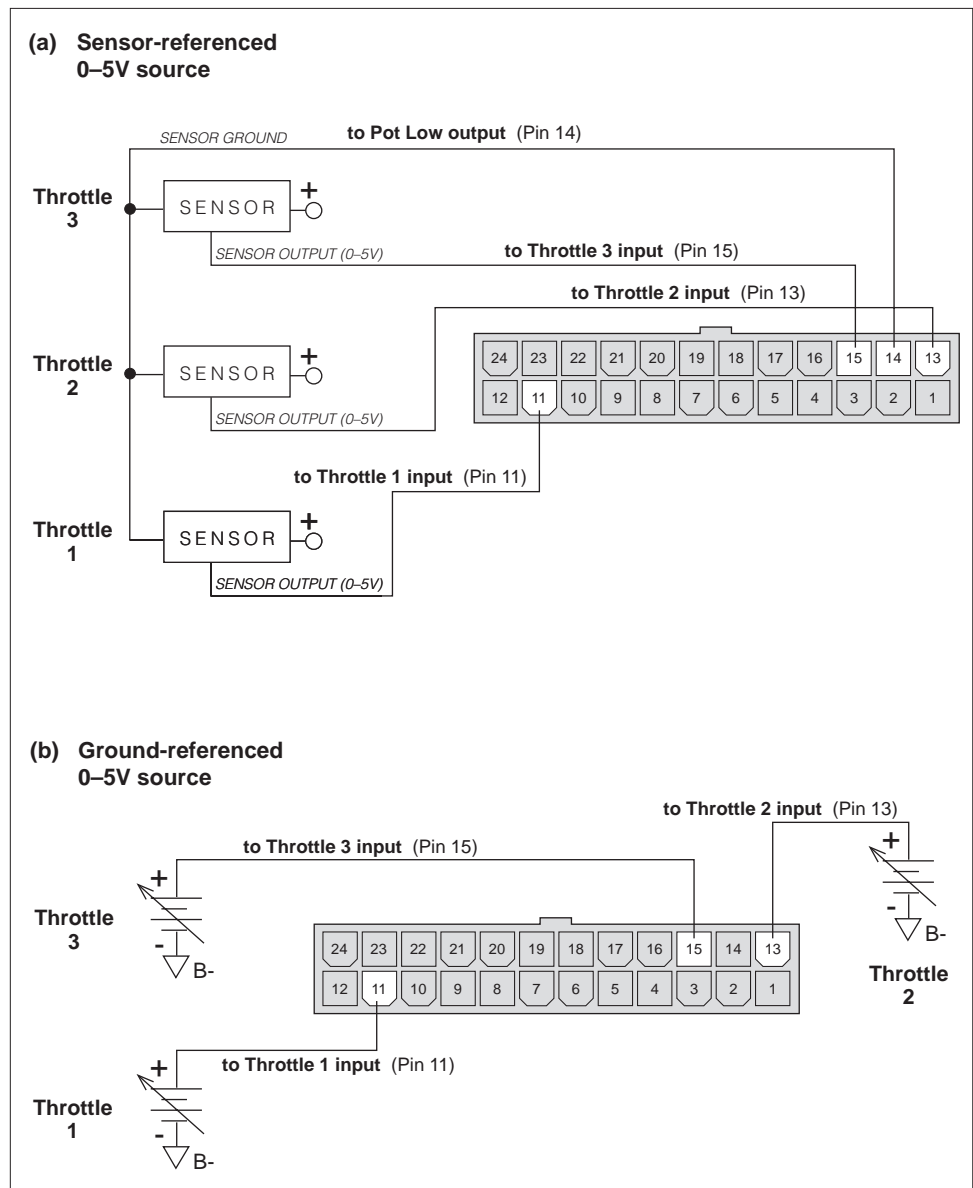 (a) Sensor-referenced
0–5V source
SENSOR GROUND
to Pot Low output (Pin 14)
Throttle
3
SENSOR
+
SENSOR OUTPUT (0–5V)
to Throttle 3 input (Pin 15)
to Throttle 2 input (Pin 13)
Throttle
2
SENSOR
+
SENSOR OUTPUT (0–5V)
24 23 22 21 20 19 18 17 16 15 14 13
12 11 10 9 8 7 6 5 4 3 2 1
to Throttle 1 input (Pin 11)
Throttle
1
SENSOR
+
SENSOR OUTPUT (0–5V)
(b) Ground-referenced
0–5V source
to Throttle 2 input (Pin 13)
to Throttle 3 input (Pin 15)
+
-
B-
Throttle
2
+
-
B-
Throttle
3
24 23 22 21 20 19 18 17 16 15 14 13
12 11 10 9 8 7 6 5 4 3 2 1
to Throttle 1 input (Pin 11)
+
-
B-
Throttle
1